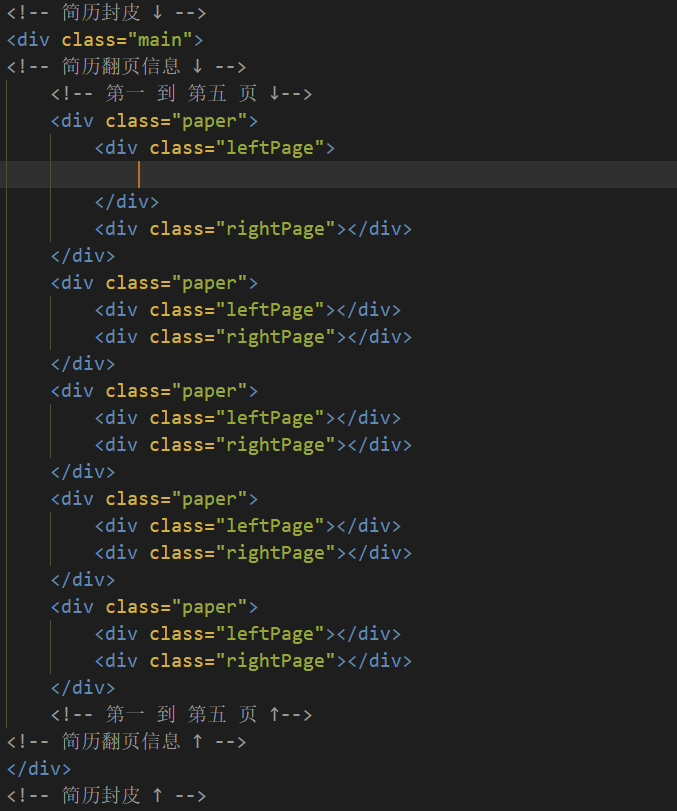 <!-- 简历封皮 ↓ -->
<div class="main">
<!-- 简历翻页信息 ↓ -->
    <!-- 第一 到 第五 页 ↓-->
    <div class="paper">
        <div class="leftPage">

        </div>
        <div class="rightPage"></div>
    </div>
    <div class="paper">
        <div class="leftPage"></div>
        <div class="rightPage"></div>
    </div>
    <div class="paper">
        <div class="leftPage"></div>
        <div class="rightPage"></div>
    </div>
    <div class="paper">
        <div class="leftPage"></div>
        <div class="rightPage"></div>
    </div>
    <div class="paper">
        <div class="leftPage"></div>
        <div class="rightPage"></div>
    </div>
    <!-- 第一 到 第五 页 ↑-->
<!-- 简历翻页信息 ↑ -->
</div>
<!-- 简历封皮 ↑ -->